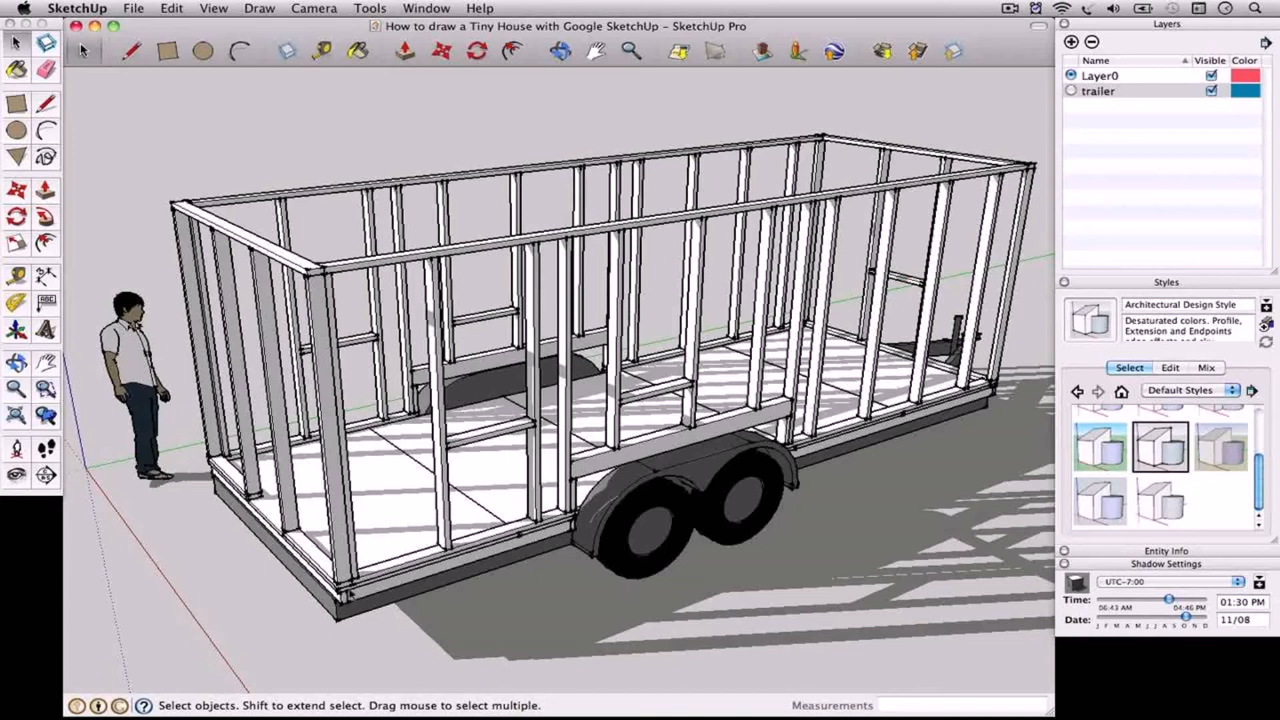 SketchUp File Edit View Draw Camera Tools Window Help
How to draw a Tiny House with Google SketchUp – SketchUp Pro
Layers
Name Visible Color
Layer0
trailer
Styles
Architectural Design Style
Desaturated colors. Profile,
Extension and Endpoints
Select Edit Mix
Default Styles
Entity Info
Shadow Settings
UTC-7:00
Time: 01:30 PM
06:43 AM 04:46 PM
Date: 11/08
J F M A M J J A S O N D
Select objects. Shift to extend select. Drag mouse to select multiple.
Measurements
ABC